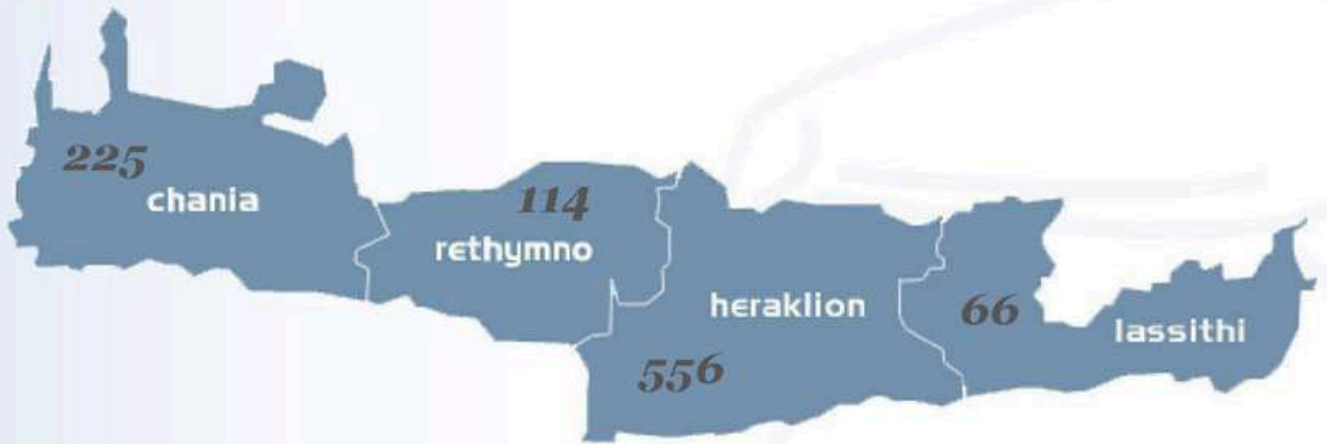 225
chania
114
rethymno
heraklion
556
66
lassithi